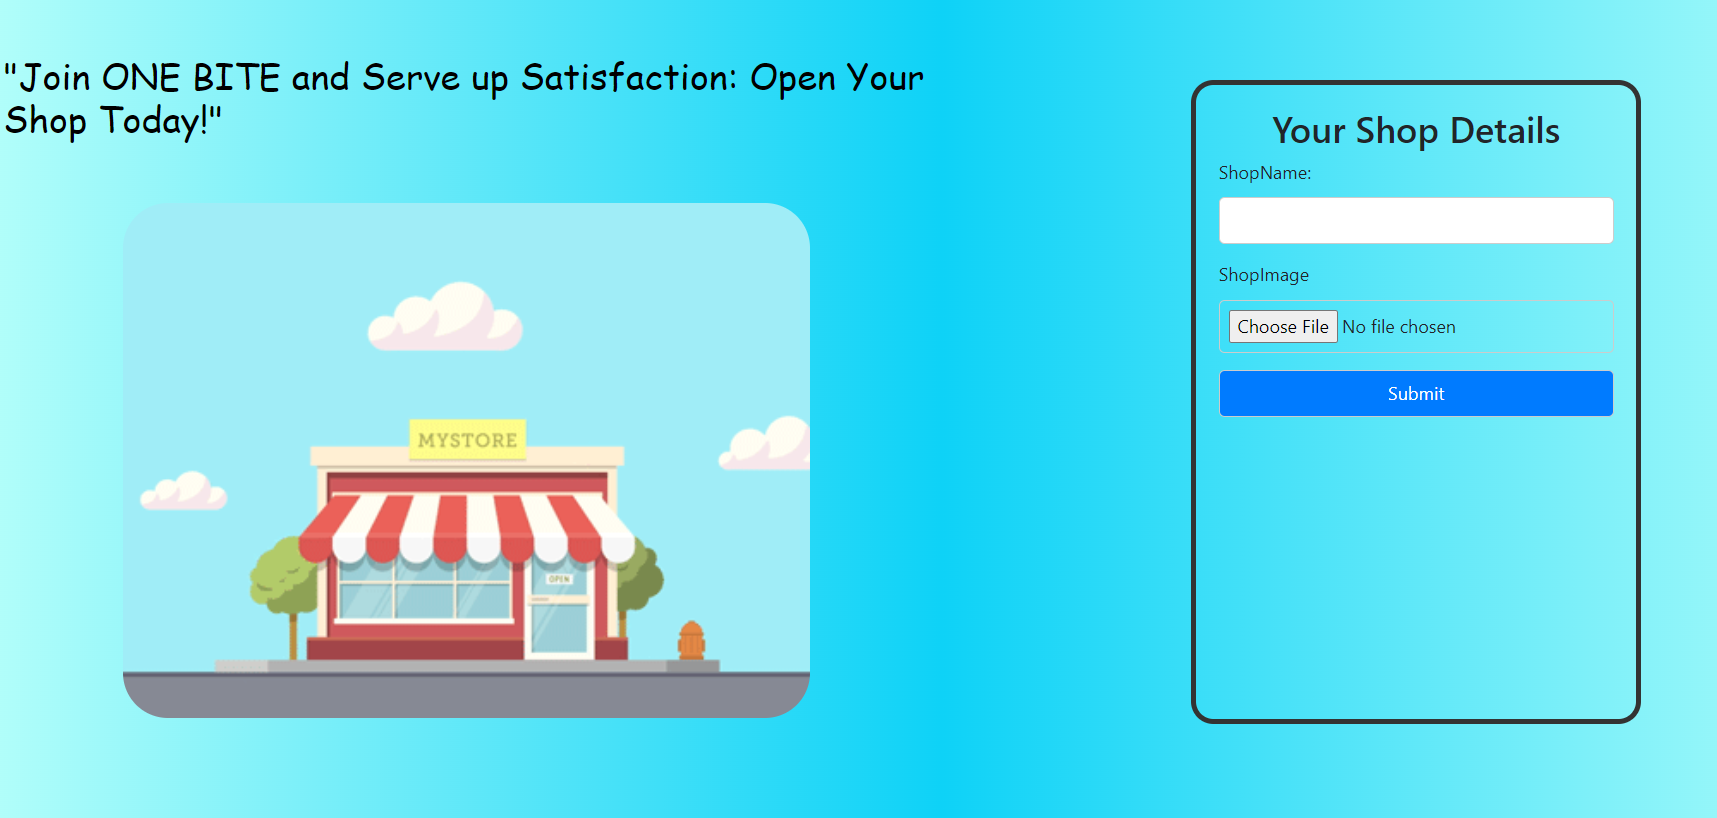 "Join ONE BITE and Serve up Satisfaction: Open Your
Shop Today!"
MYSTORE
OPEN
Your Shop Details
ShopName:
ShopImage
Choose File No file chosen
Submit